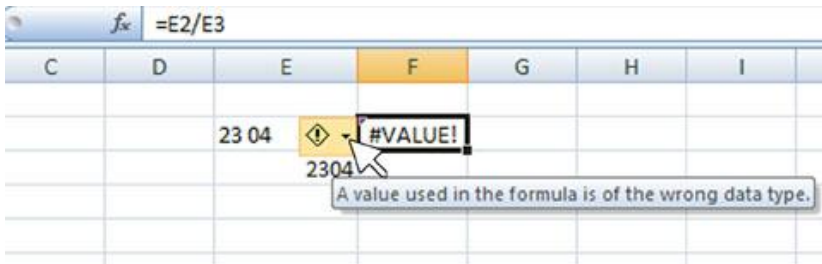 fx =E2/E3
C D E F G H I
23 04 #VALUE!
2304
A value used in the formula is of the wrong data type.